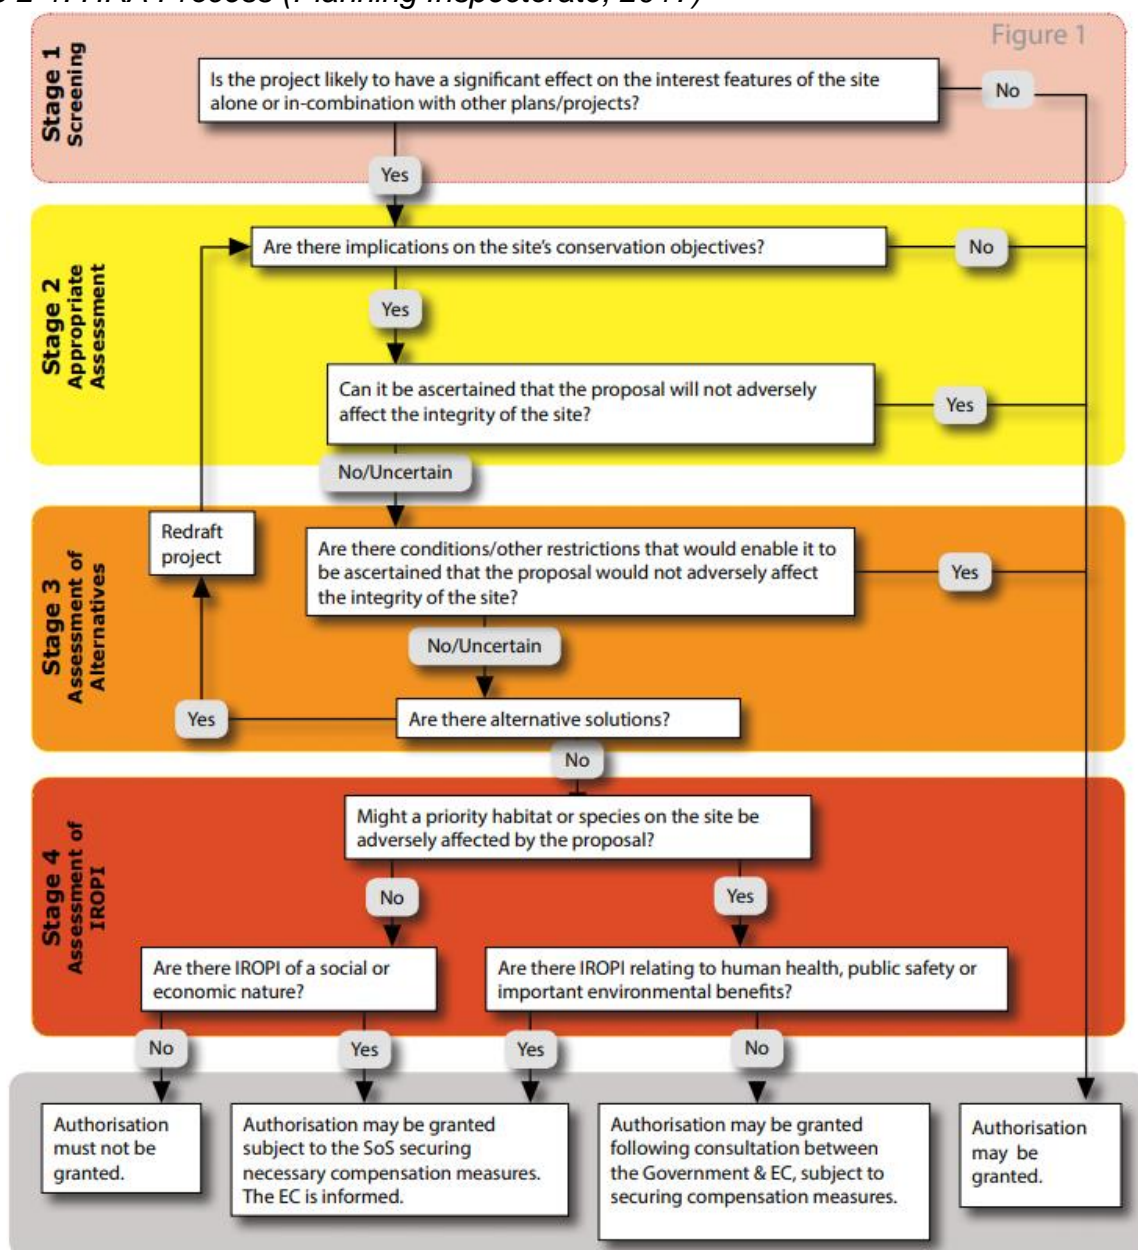 2-1: HRA Process (Planning Inspectorate, 2017)
Figure 1
Stage 1
Screening
Is the project likely to have a significant effect on the interest features of the site
alone or in-combination with other plans/projects?
No
Yes
Stage 2
Appropriate
Assessment
Are there implications on the site's conservation objectives?
No
Yes
Can it be ascertained that the proposal will not adversely
affect the integrity of the site?
Yes
No/Uncertain
Stage 3
Assessment of
Alternatives
Redraft
project
Are there conditions/other restrictions that would enable it to
be ascertained that the proposal would not adversely affect
the integrity of the site?
Yes
No/Uncertain
Are there alternative solutions?
Yes
No
Stage 4
Assessment of
IROPI
Might a priority habitat or species on the site be
adversely affected by the proposal?
No
Yes
Are there IROPI of a social or
economic nature?
Are there IROPI relating to human health, public safety or
important environmental benefits?
No
Yes
Yes
No
Authorisation
must not be
granted.
Authorisation may be granted
subject to the SoS securing
necessary compensation measures.
The EC is informed.
Authorisation may be granted
following consultation between
the Government & EC, subject to
securing compensation measures.
Authorisation
may be
granted.